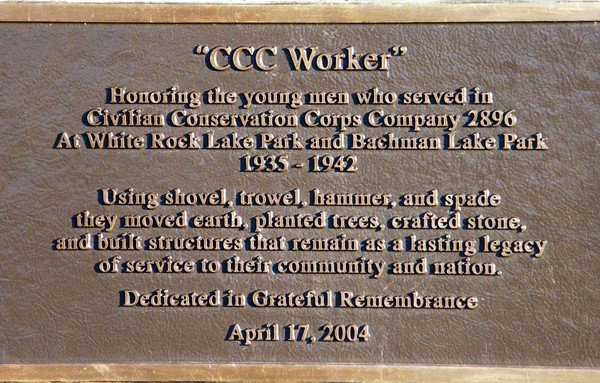 “CCC Worker”
Honoring the young men who served in
Civilian Conservation Corps Company 2896
At White Rock Lake Park and Bachman Lake Park
1935 - 1942
Using shovel, trowel, hammer, and spade
they moved earth, planted trees, crafted stone,
and built structures that remain as a lasting legacy
of service to their community and nation.
Dedicated in Grateful Remembrance
April 17, 2004